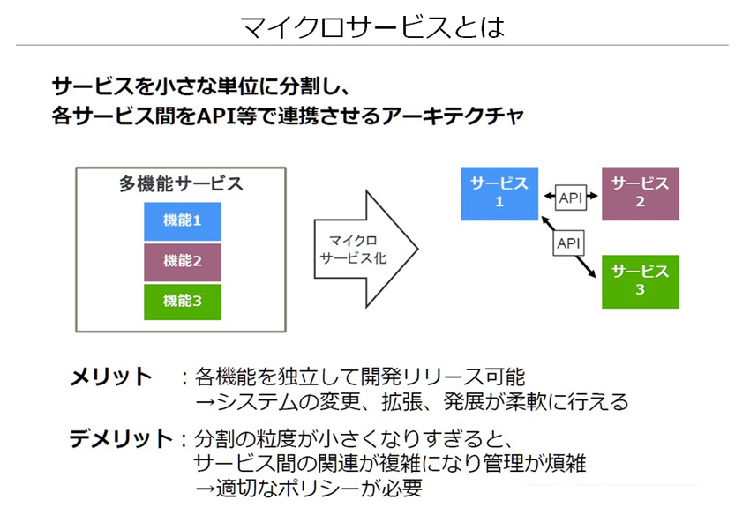 マイクロサービスとは
サービスを小さな単位に分割し、
各サービス間をAPI等で連携させるアーキテクチャ
多機能サービス
機能1
機能2
機能3
マイクロ
サービス化
サービス
1
API
サービス
2
API
サービス
3
メリット　：各機能を独立して開発リリース可能
→システムの変更、拡張、発展が柔軟に行える
デメリット：分割の粒度が小さくなりすぎると、
サービス間の関連が複雑になり管理が煩雑
→適切なポリシーが必要